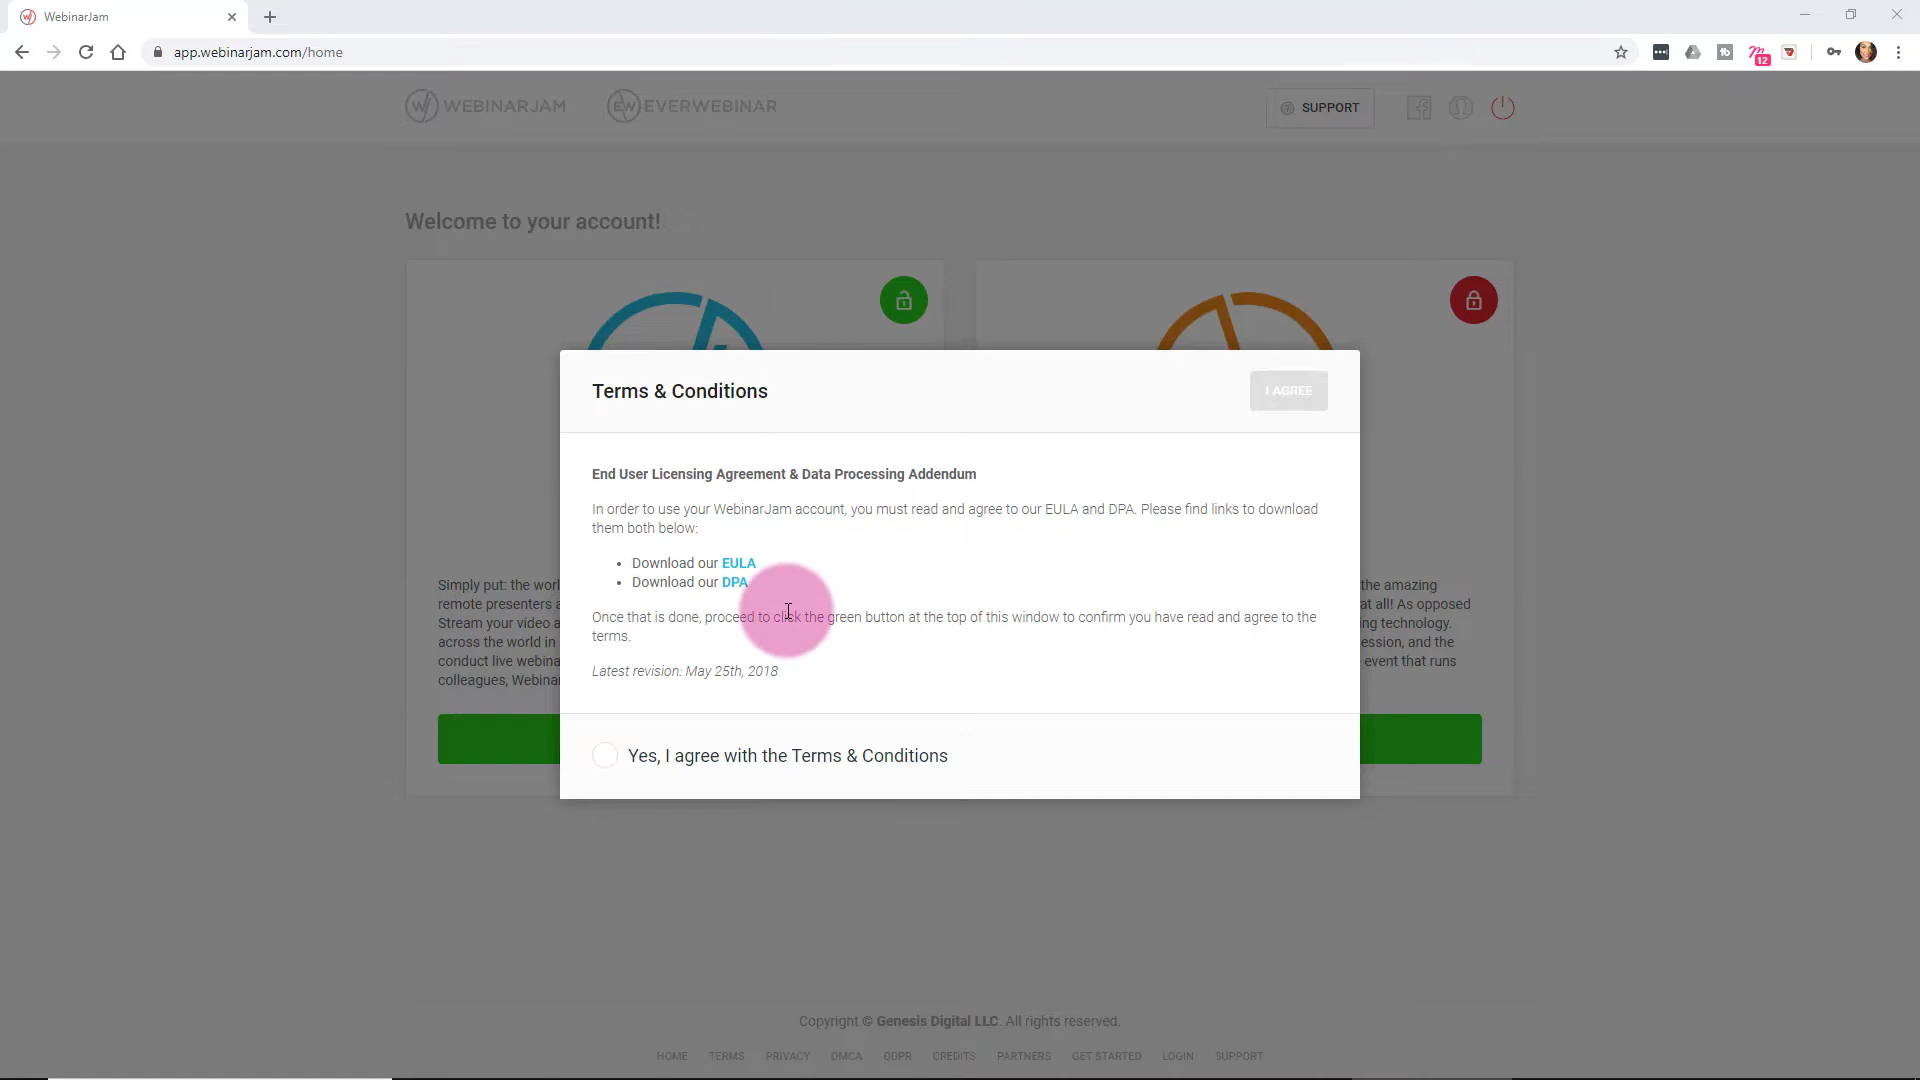 WebinarJam
app.webinarjam.com/home
12
WEBINARJAM
EW EVERWEBINAR
SUPPORT
Welcome to your account!
Terms & Conditions
I AGREE
End User Licensing Agreement & Data Processing Addendum
In order to use your WebinarJam account, you must read and agree to our EULA and DPA. Please find links to download
them both below:
• Download our EULA
• Download our DPA
Once that is done, proceed to click the green button at the top of this window to confirm you have read and agree to the
terms.
Latest revision: May 25th, 2018
Yes, I agree with the Terms & Conditions
Simply put: the worl
remote presenters a
Stream your video a
across the world in
conduct live webina
colleagues, Webinar
the amazing
at all! As opposed
ng technology.
ession, and the
event that runs
Copyright © Genesis Digital LLC. All rights reserved.
HOME TERMS PRIVACY DMCA GDPR CREDITS PARTNERS GET STARTED LOGIN SUPPORT